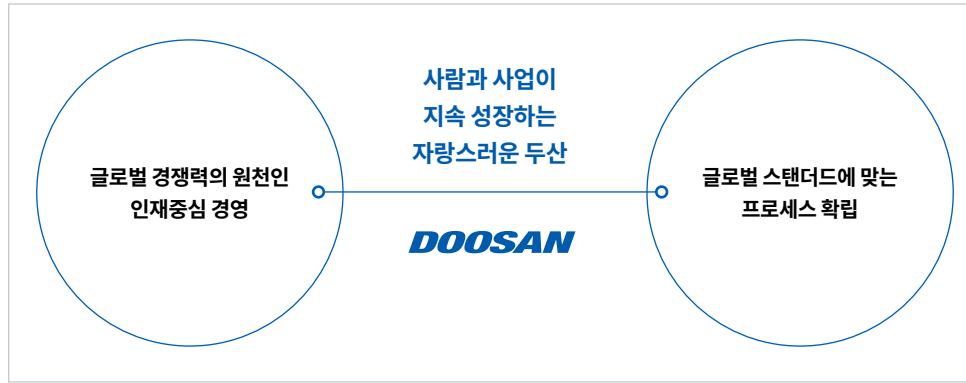 글로벌 경쟁력의 원천인
인재중심 경영
사람과 사업이
지속 성장하는
자랑스러운 두산
DOOSAN
글로벌 스탠더드에 맞는
프로세스 확립